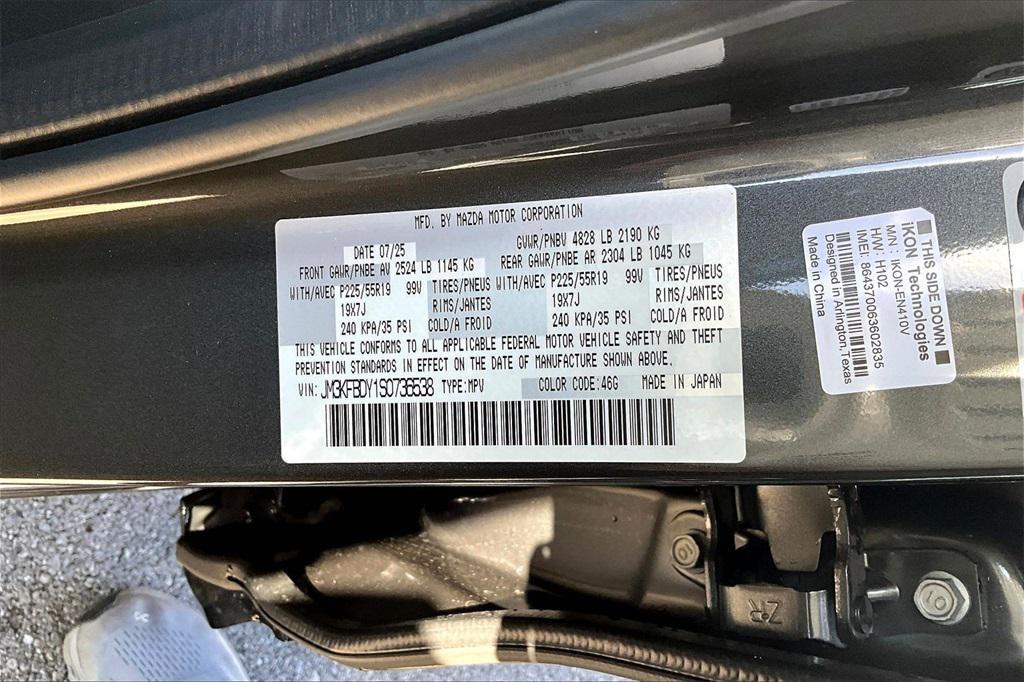 MFD. BY MAZDA MOTOR CORPORATION
DATE 07/25 GVWR/PNBV 4828 LB 2190 KG
FRONT GAWR/PNBE AV 2524 LB 1145 KG REAR GAWR/PNBE AR 2304 LB 1045 KG
WITH/AVEC P225/55R19 99V TIRES/PNEUS WITH/AVEC P225/55R19 99V TIRES/PNEUS
19X7J RIMS/JANTES 19X7J RIMS/JANTES
240 KPA/35 PSI COLD/A FROID 240 KPA/35 PSI COLD/A FROID
THIS VEHICLE CONFORMS TO ALL APPLICABLE FEDERAL MOTOR VEHICLE SAFETY AND THEFT
PREVENTION STANDARDS IN EFFECT ON THE DATE OF MANUFACTURE SHOWN ABOVE.
VIN: JM3KFBDY1S0736538 TYPE: MPV COLOR CODE: 46G MADE IN JAPAN
THIS SIDE DOWN
iKON Technologies
M/N : IKON-EN410V
H/W: H102
IMEI: 864370063602835
Designed in Arlington,Texas
Made in China
ZR
10
10